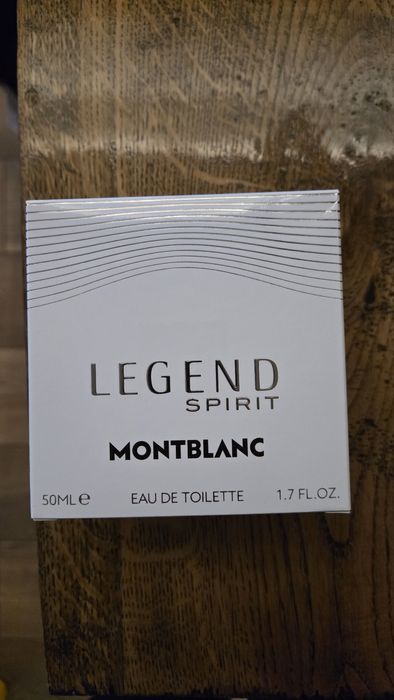 LEGEND
SPIRIT
MONTBLANC
50ML℮ EAU DE TOILETTE 1.7 FL.OZ.